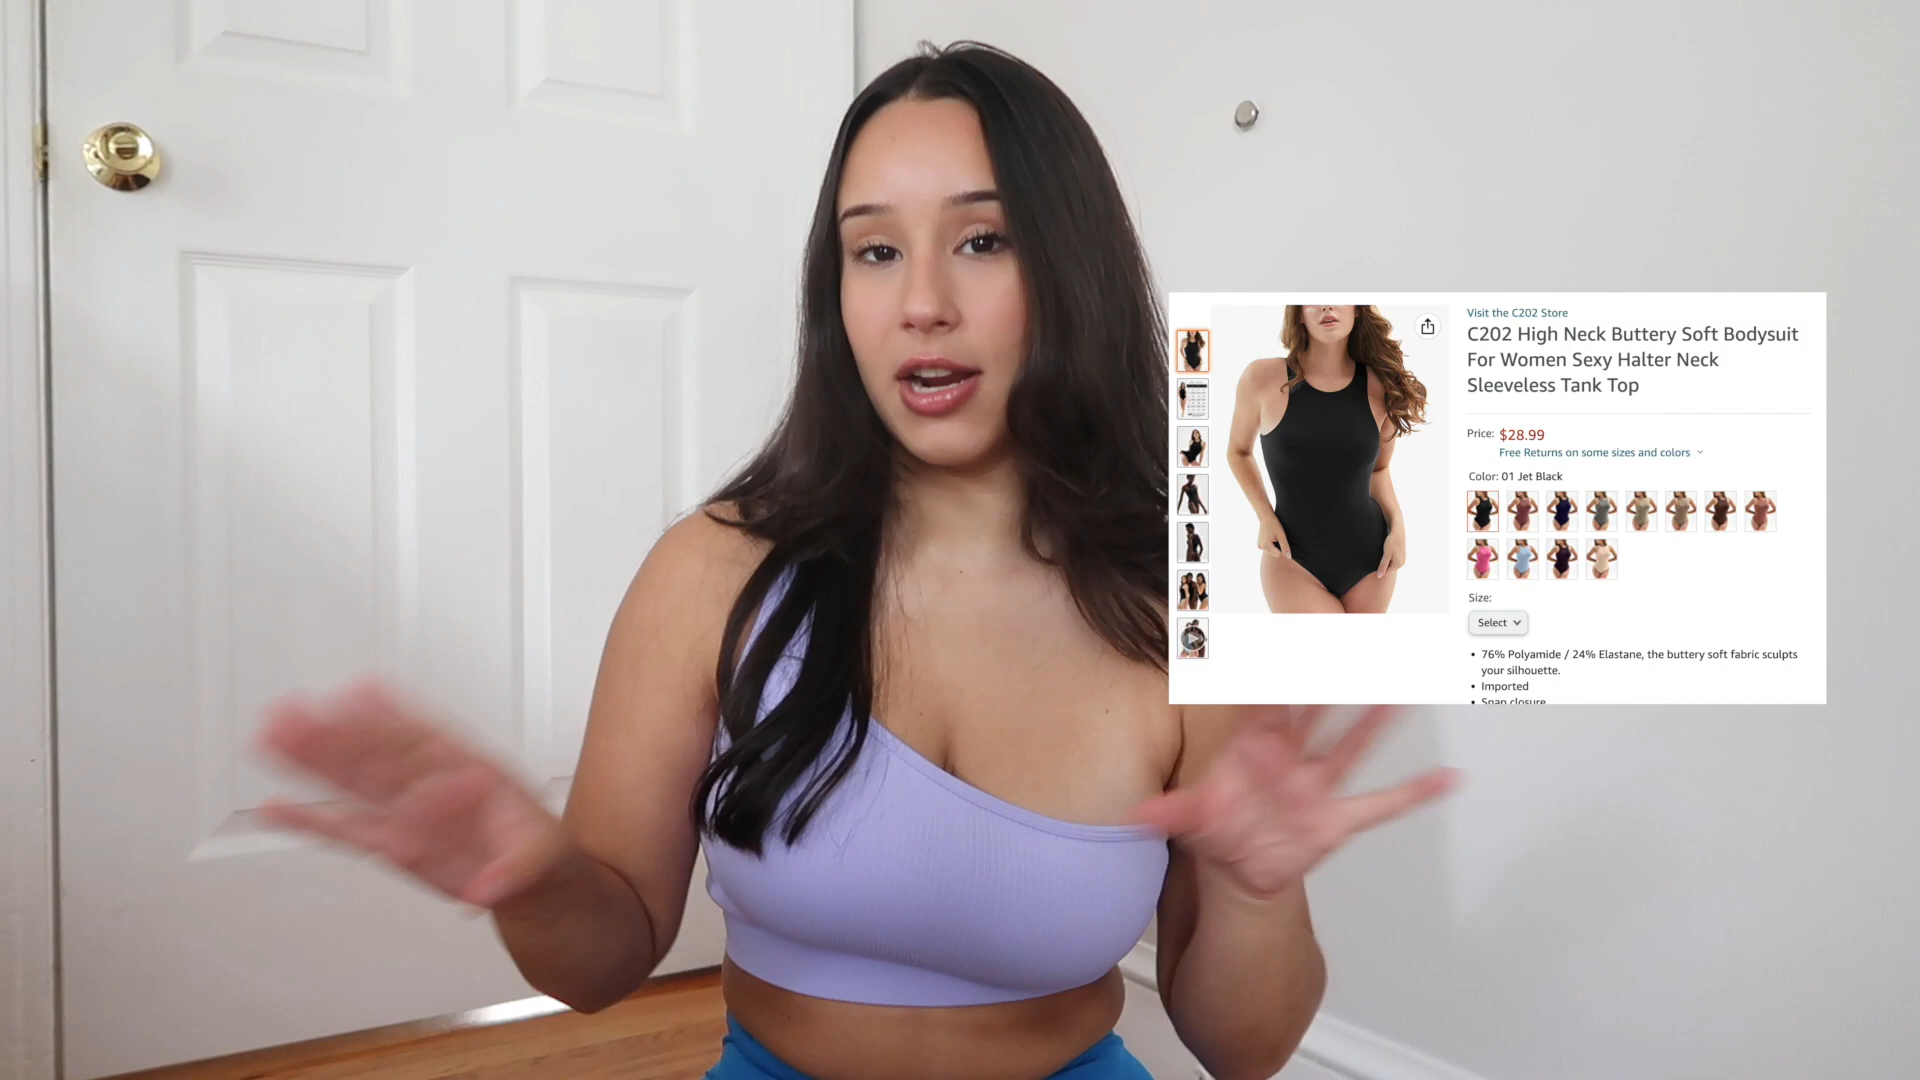 Visit the C202 Store
C202 High Neck Buttery Soft Bodysuit
For Women Sexy Halter Neck
Sleeveless Tank Top
Price: $28.99
Free Returns on some sizes and colors
Color: 01 Jet Black
Size:
Select
• 76% Polyamide / 24% Elastane, the buttery soft fabric sculpts
your silhouette.
• Imported
• Snap closure